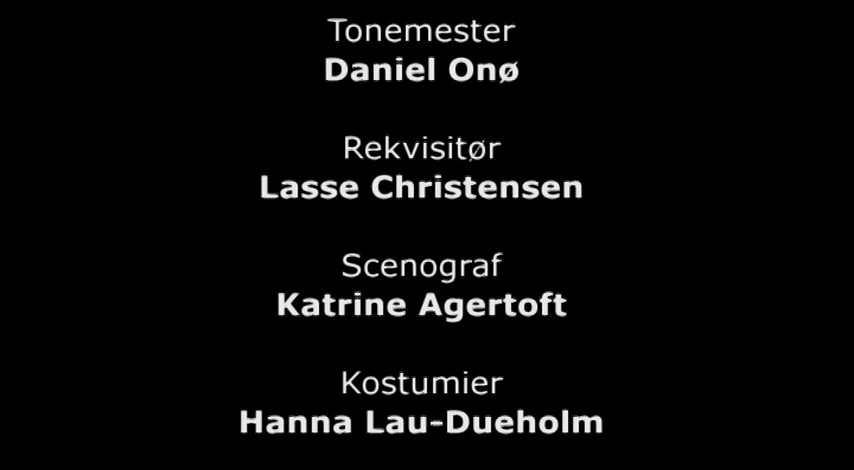 Tonemester
Daniel Onø
Rekvisitør
Lasse Christensen
Scenograf
Katrine Agertoft
Kostumier
Hanna Lau-Dueholm